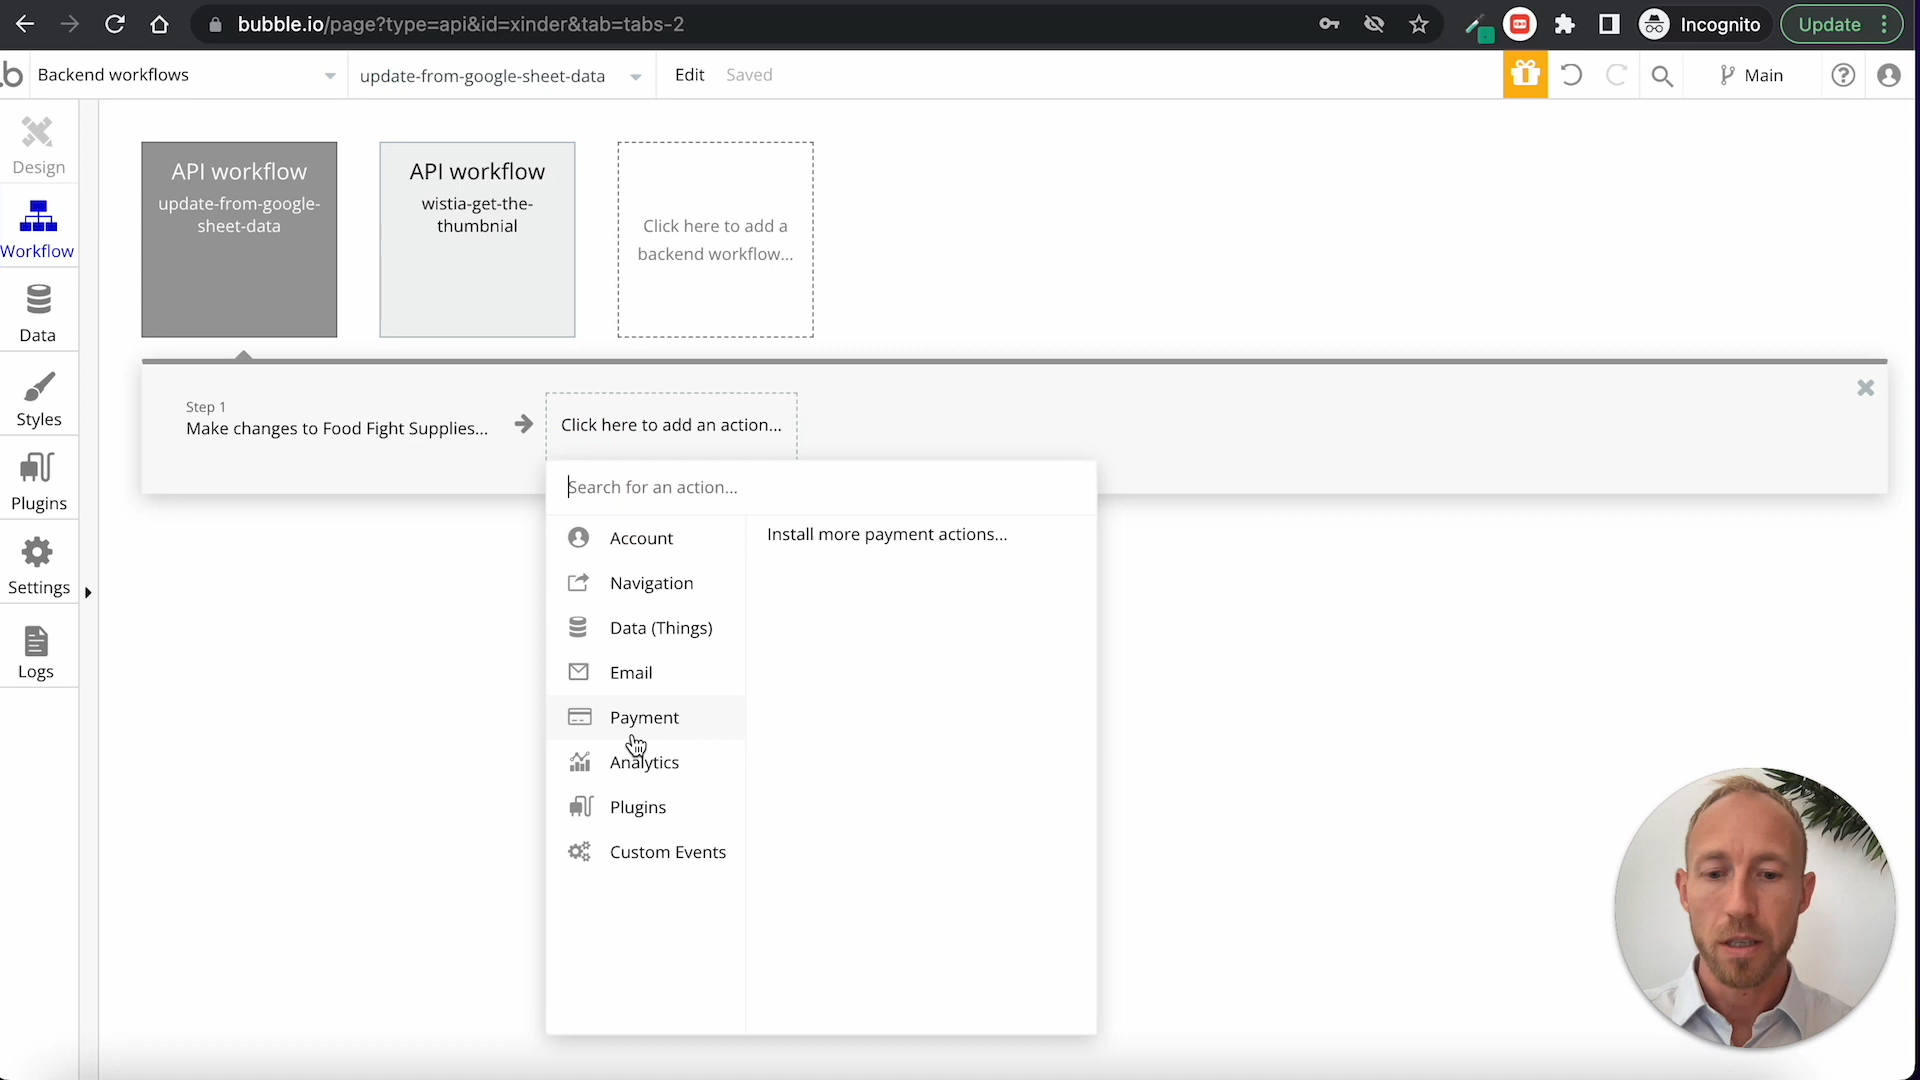 bubble.io/page?type=api&id=xinder&tab=tabs-2
Incognito
Update
Backend workflows
update-from-google-sheet-data
Edit
Saved
Main
Design
Workflow
Data
Styles
Plugins
Settings
Logs
API workflow
update-from-google-
sheet-data
API workflow
wistia-get-the-
thumbnial
Click here to add a
backend workflow...
Step 1
Make changes to Food Fight Supplies...
Click here to add an action...
Search for an action...
Account
Navigation
Data (Things)
Email
Payment
Analytics
Plugins
Custom Events
Install more payment actions...